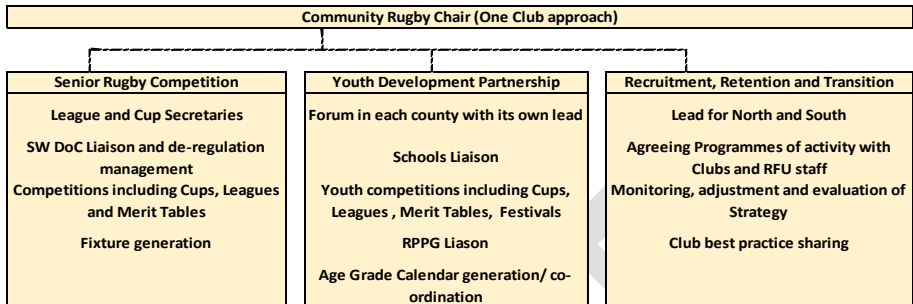 Community Rugby Chair (One Club approach)
Senior Rugby Competition
League and Cup Secretaries
SW DoC Liaison and de-regulation
management
Competitions including Cups, Leagues
and Merit Tables
Fixture generation
Youth Development Partnership
Forum in each county with its own lead
Schools Liaison
Youth competitions including Cups,
Leagues , Merit Tables, Festivals
RPPG Liason
Age Grade Calendar generation/ co-
ordination
Recruitment, Retention and Transition
Lead for North and South
Agreeing Programmes of activity with
Clubs and RFU staff
Monitoring, adjustment and evaluation of
Strategy
Club best practice sharing